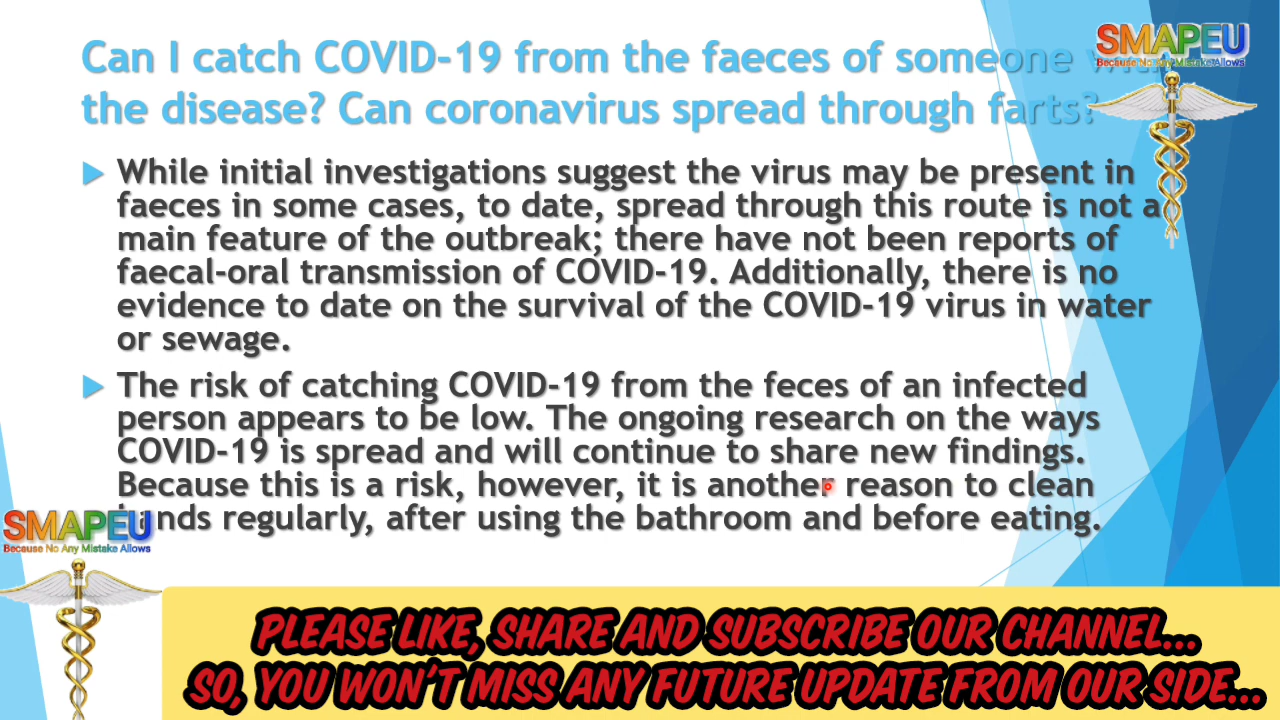 Can I catch COVID-19 from the faeces of someone with
the disease? Can coronavirus spread through farts?
SMAPEU
Because No Any Mistake Allows
While initial investigations suggest the virus may be present in
faeces in some cases, to date, spread through this route is not a
main feature of the outbreak; there have not been reports of
faecal-oral transmission of COVID-19. Additionally, there is no
evidence to date on the survival of the COVID-19 virus in water
or sewage.
The risk of catching COVID-19 from the feces of an infected
person appears to be low. The ongoing research on the ways
COVID-19 is spread and will continue to share new findings.
Because this is a risk, however, it is another reason to clean
hands regularly, after using the bathroom and before eating.
SMAPEU
Because No Any Mistake Allows
PLEASE LIKE, SHARE AND SUBSCRIBE OUR CHANNEL...
SO, YOU WON'T MISS ANY FUTURE UPDATE FROM OUR SIDE...